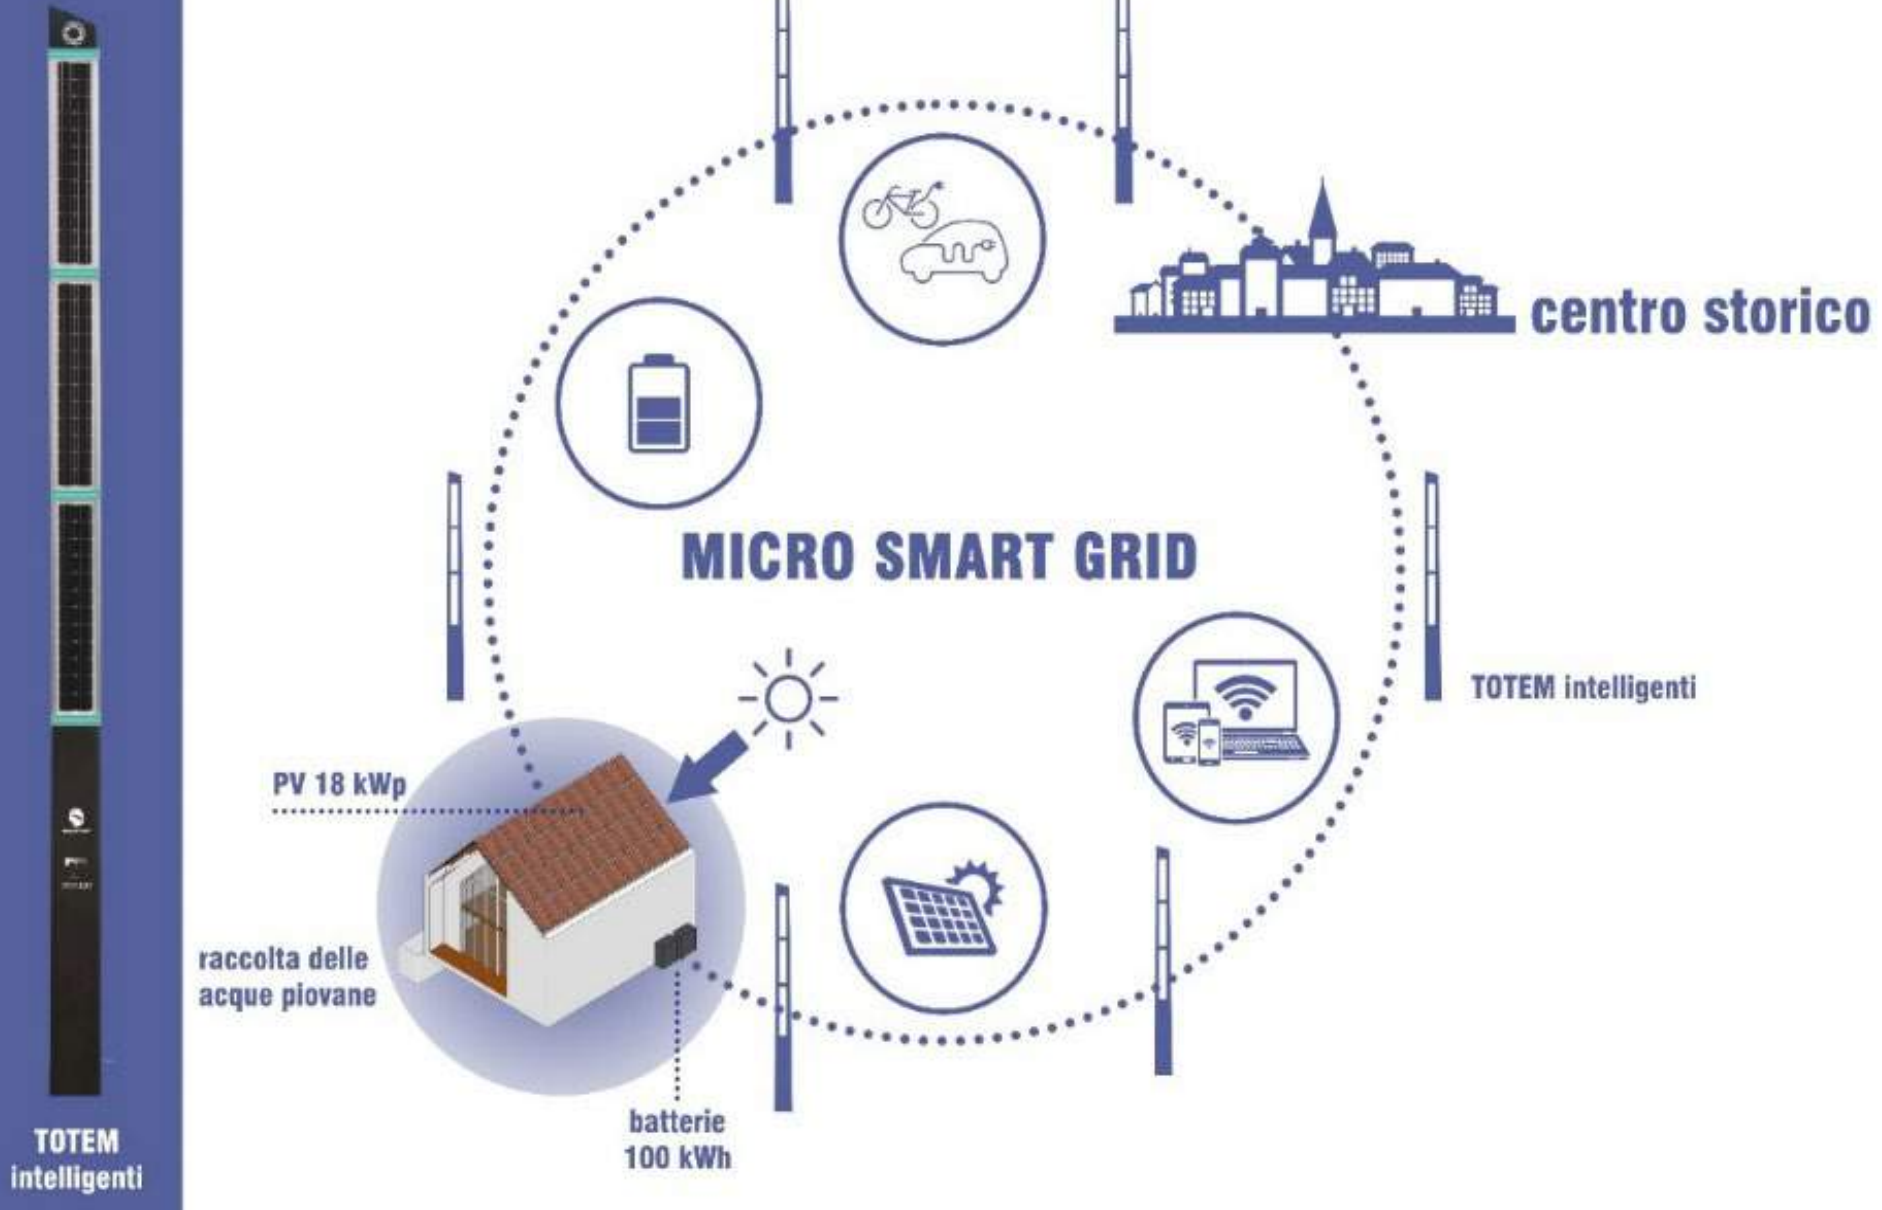 centro storico
MICRO SMART GRID
TOTEM intelligenti
PV 18 kWp
raccolta delle
acque piovane
batterie
100 kWh
TOTEM
intelligenti